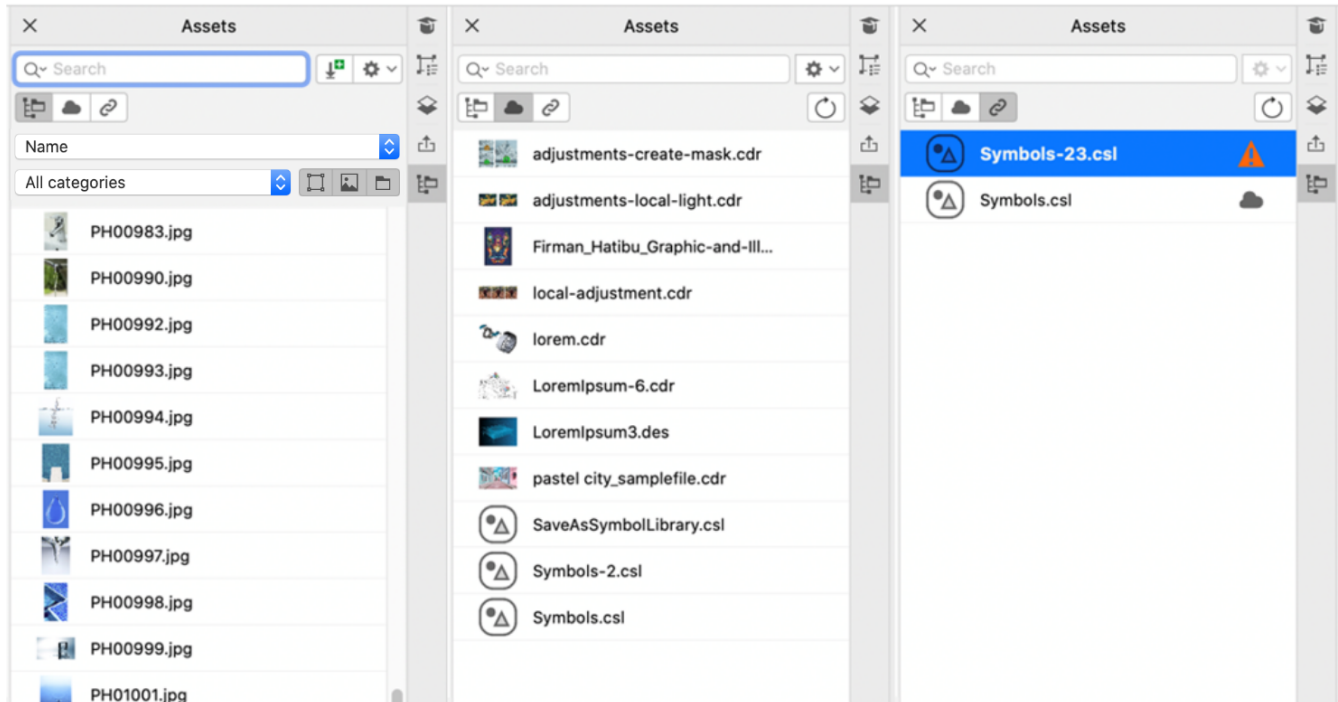 Assets
Search
Name
All categories
PH00983.jpg
PH00990.jpg
PH00992.jpg
PH00993.jpg
PH00994.jpg
PH00995.jpg
PH00996.jpg
PH00997.jpg
PH00998.jpg
PH00999.jpg
PH01001.jpg
Assets
Search
adjustments-create-mask.cdr
adjustments-local-light.cdr
Firman_Hatibu_Graphic-and-Ill...
local-adjustment.cdr
lorem.cdr
LoremIpsum-6.cdr
LoremIpsum3.des
pastel city_samplefile.cdr
SaveAsSymbolLibrary.csl
Symbols-2.csl
Symbols.csl
Assets
Search
Symbols-23.csl
Symbols.csl